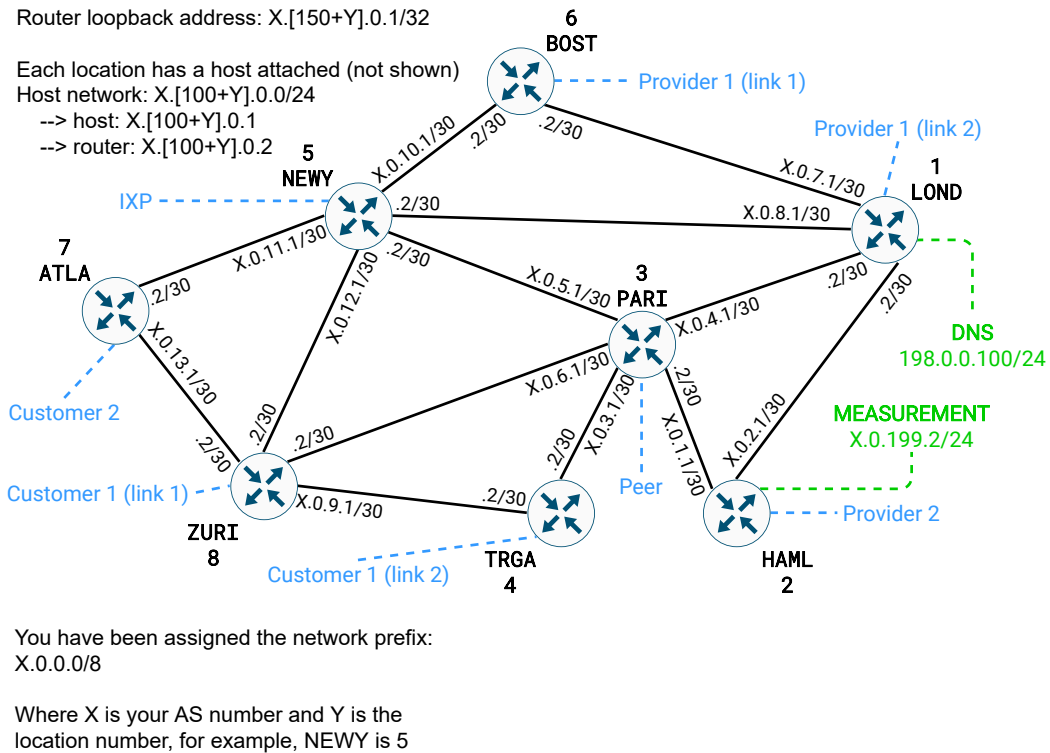 Router loopback address: X.[150+Y].0.1/32
Each location has a host attached (not shown)
Host network: X.[100+Y].0.0/24
--> host: X.[100+Y].0.1
--> router: X.[100+Y].0.2
6
BOST
Provider 1 (link 1)
X.0.10.1/30
.2/30
.2/30
Provider 1 (link 2)
5
NEWY
IXP
.2/30
X.0.7.1/30
1
LOND
X.0.8.1/30
7
ATLA
X.0.11.1/30
.2/30
X.0.12.1/30
.2/30
X.0.5.1/30
3
PARI
X.0.4.1/30
.2/30
.2/30
DNS
198.0.0.100/24
X.0.13.1/30
Customer 2
X.0.6.1/30
X.0.3.1/30
.2/30
X.0.1.1/30
X.0.2.1/30
MEASUREMENT
X.0.199.2/24
.2/30
.2/30
.2/30
.2/30
Customer 1 (link 1)
X.0.9.1/30
.2/30
Peer
Provider 2
ZURI
8
Customer 1 (link 2)
TRGA
4
HAML
2
You have been assigned the network prefix:
X.0.0.0/8
Where X is your AS number and Y is the
location number, for example, NEWY is 5